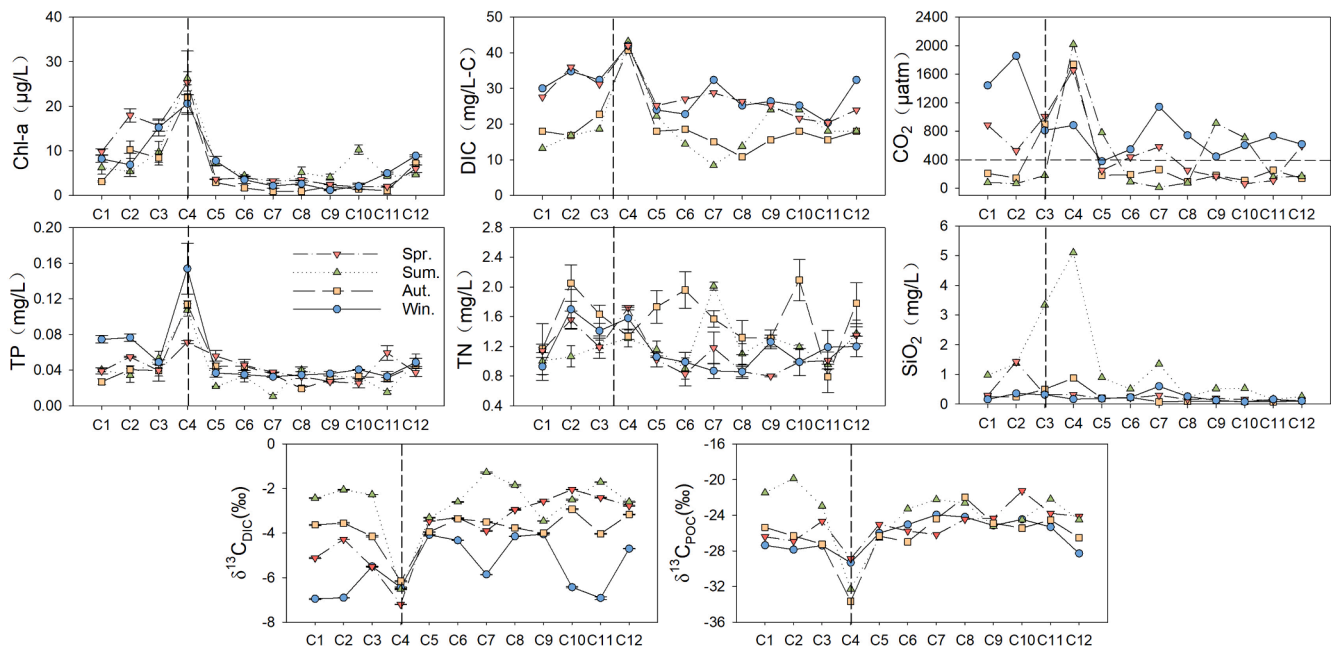 Chl-a（μg/L）
40
30
20
10
0
C1 C2 C3 C4 C5 C6 C7 C8 C9 C10 C11 C12
DIC（mg/L-C）
50
40
30
20
10
0
C1 C2 C3 C4 C5 C6 C7 C8 C9 C10 C11 C12
CO2（μatm）
2400
2000
1600
1200
800
400
0
C1 C2 C3 C4 C5 C6 C7 C8 C9 C10 C11 C12
TP（mg/L）
0.20
0.16
0.12
0.08
0.04
0.00
Spr.
Sum.
Aut.
Win.
C1 C2 C3 C4 C5 C6 C7 C8 C9 C10 C11 C12
TN（mg/L）
2.8
2.4
2.0
1.6
1.2
0.8
0.4
C1 C2 C3 C4 C5 C6 C7 C8 C9 C10 C11 C12
SiO2（mg/L）
6
5
4
3
2
1
0
C1 C2 C3 C4 C5 C6 C7 C8 C9 C10 C11 C12
δ13CDIC(‰)
0
-2
-4
-6
-8
C1 C2 C3 C4 C5 C6 C7 C8 C9 C10 C11 C12
δ13CPOC(‰)
-16
-20
-24
-28
-32
-36
C1 C2 C3 C4 C5 C6 C7 C8 C9 C10 C11 C12